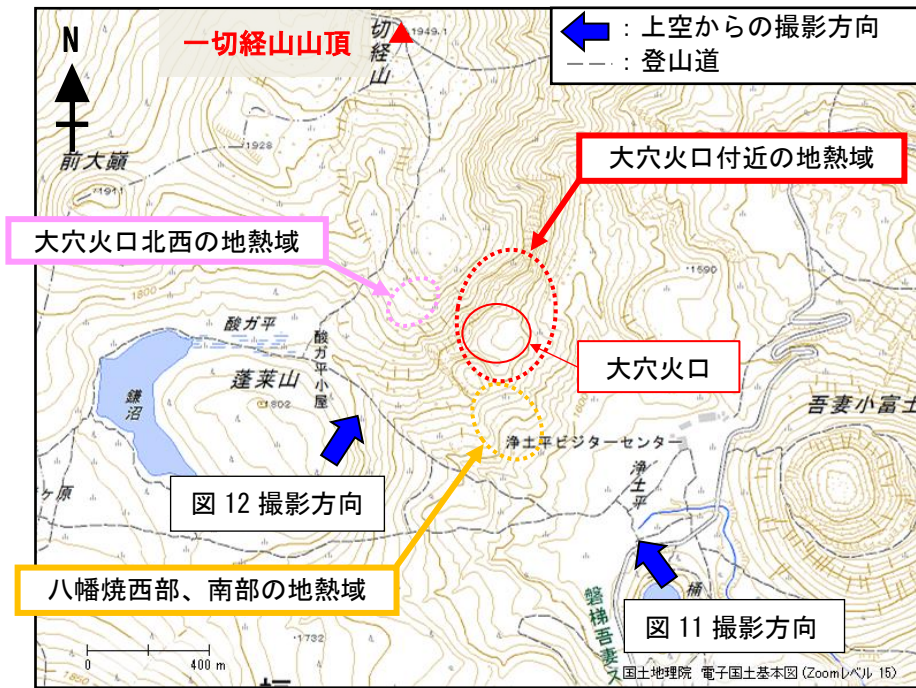 N
一切経山山頂
切経山
1949.1
：上空からの撮影方向
：登山道
前大巓
1928
1911
大穴火口付近の地熱域
大穴火口北西の地熱域
1590
1800
酸ガ平
酸ガ平小屋
蓬莱山
1802
鎌沼
大穴火口
1600
吾妻小富士
浄土平ビジターセンター
浄土平
ケ原
図 12 撮影方向
八幡焼西部、南部の地熱域
桶
磐梯吾妻ス
図 11 撮影方向
1732
1850
0
400 m
国土地理院 電子国土基本図（Zoomレベル 15）